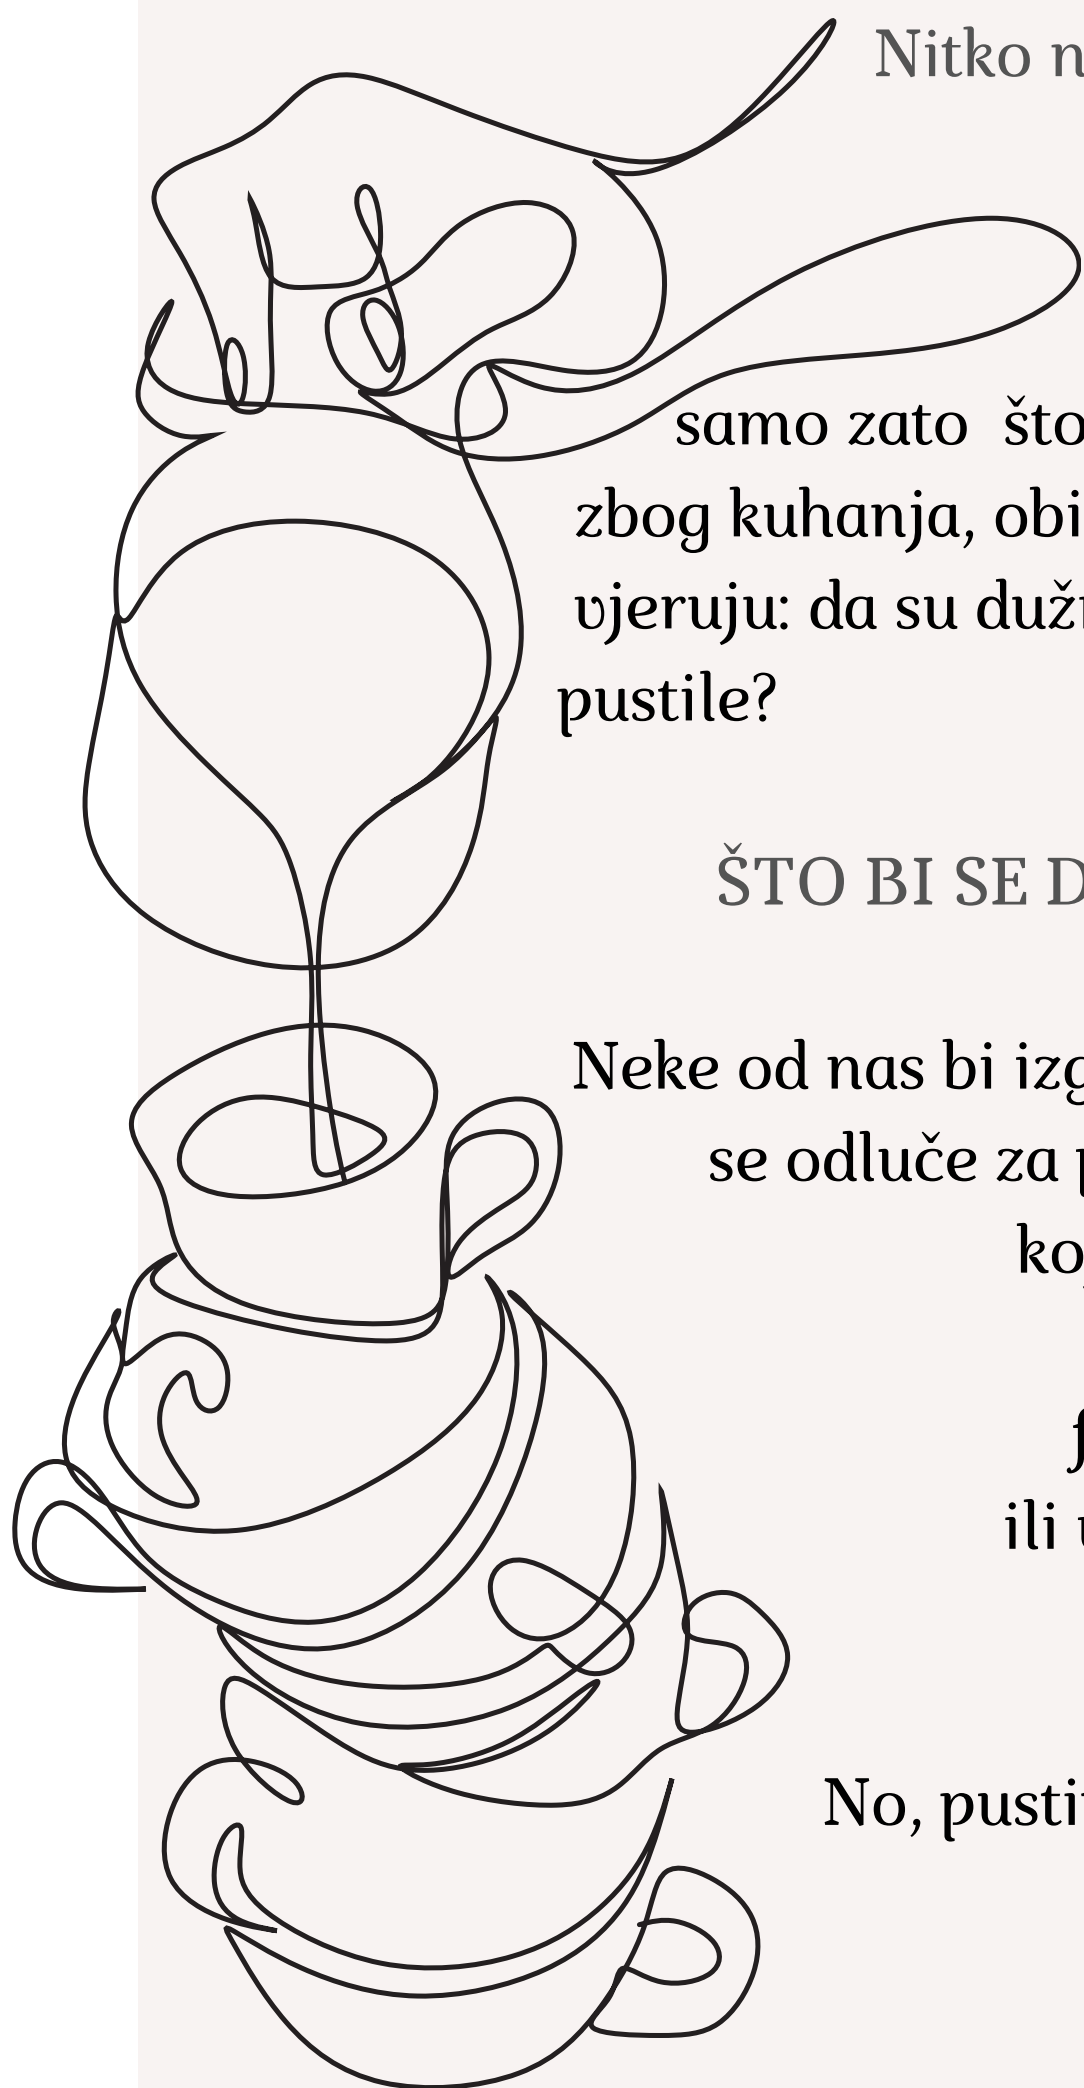 Nitko n
samo zato što
zbog kuhanja, obi
vjeruju: da su duž
pustile?
ŠTO BI SE D
Neke od nas bi izg
se odluče za p
ko
f
ili u
No, pusti